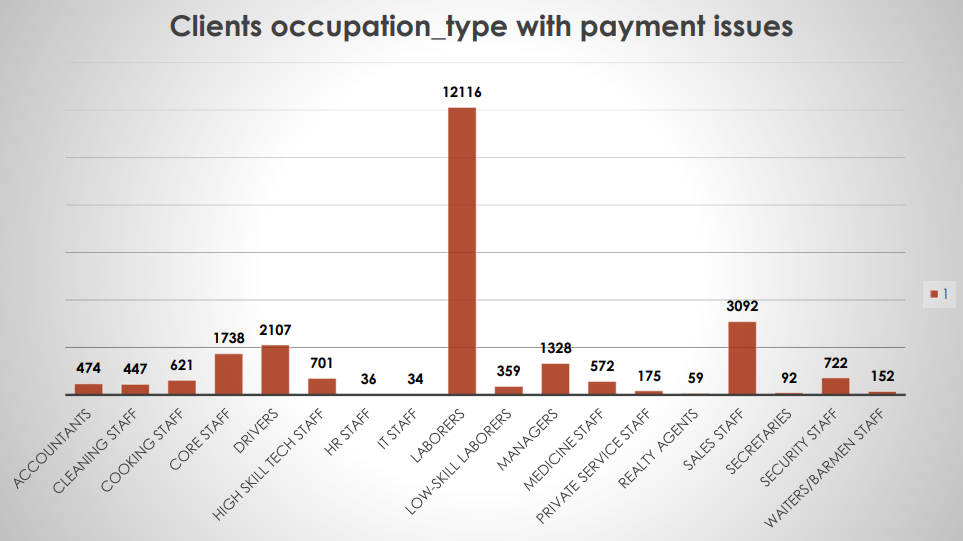 Clients occupation_type with payment issues
474
447
621
1738
2107
701
36
34
12116
359
1328
572
175
59
3092
92
722
152
ACCOUNTANTS
CLEANING STAFF
COOKING STAFF
CORE STAFF
DRIVERS
HIGH SKILL TECH STAFF
HR STAFF
IT STAFF
LABORERS
LOW-SKILL LABORERS
MANAGERS
MEDICINE STAFF
PRIVATE SERVICE STAFF
REALTY AGENTS
SALES STAFF
SECRETARIES
SECURITY STAFF
WAITERS/BARMEN STAFF
1